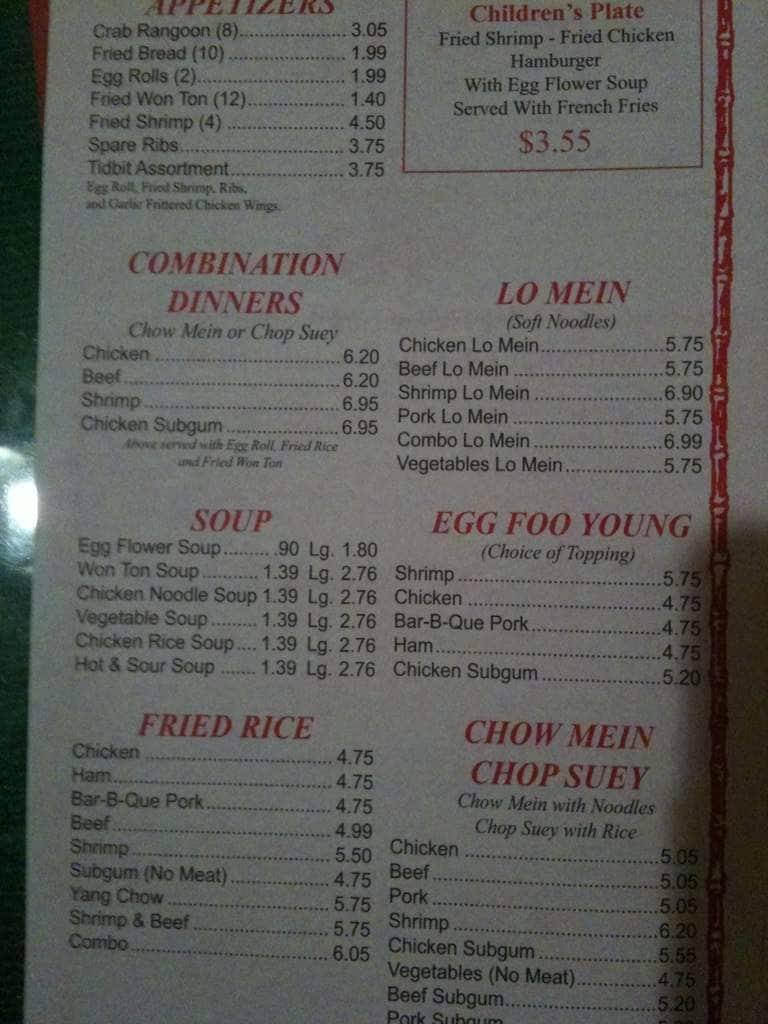 APPETIZERS
Crab Rangoon (8)..................... 3.05
Fried Bread (10) ..................... 1.99
Egg Rolls (2).......................... 1.99
Fried Won Ton (12)................. 1.40
Fried Shrimp (4) ..................... 4.50
Spare Ribs............................. 3.75
Tidbit Assortment.................... 3.75
Egg Roll, Fried Shrimp, Ribs,
and Garlic Frittered Chicken Wings.
Children's Plate
Fried Shrimp - Fried Chicken
Hamburger
With Egg Flower Soup
Served With French Fries
$3.55
COMBINATION
DINNERS
Chow Mein or Chop Suey
Chicken ................................6.20
Beef......................................6.20
Shrimp..................................6.95
Chicken Subgum ....................6.95
Above served with Egg Roll, Fried Rice
and Fried Won Ton
LO MEIN
(Soft Noodles)
Chicken Lo Mein.....................5.75
Beef Lo Mein .........................5.75
Shrimp Lo Mein ......................6.90
Pork Lo Mein .........................5.75
Combo Lo Mein ......................6.99
Vegetables Lo Mein.................5.75
SOUP
Egg Flower Soup......... .90 Lg. 1.80
Won Ton Soup ........... 1.39 Lg. 2.76
Chicken Noodle Soup 1.39 Lg. 2.76
Vegetable Soup ......... 1.39 Lg. 2.76
Chicken Rice Soup .... 1.39 Lg. 2.76
Hot & Sour Soup ....... 1.39 Lg. 2.76
EGG FOO YOUNG
(Choice of Topping)
Shrimp ...................................5.75
Chicken .................................4.75
Bar-B-Que Pork......................4.75
Ham.......................................4.75
Chicken Subgum ....................5.20
FRIED RICE
Chicken ................................ 4.75
Ham...................................... 4.75
Bar-B-Que Pork..................... 4.75
Beef...................................... 4.99
Shrimp.................................. 5.50
Subgum (No Meat)................. 4.75
Yang Chow ........................... 5.75
Shrimp & Beef ....................... 5.75
Combo.................................. 6.05
CHOW MEIN
CHOP SUEY
Chow Mein with Noodles
Chop Suey with Rice
Chicken .................................5.05
Beef.......................................5.05
Pork.......................................5.05
Shrimp ...................................6.20
Chicken Subgum ....................5.55
Vegetables (No Meat)..............4.75
Beef Subgum..........................5.20
Pork Subgum